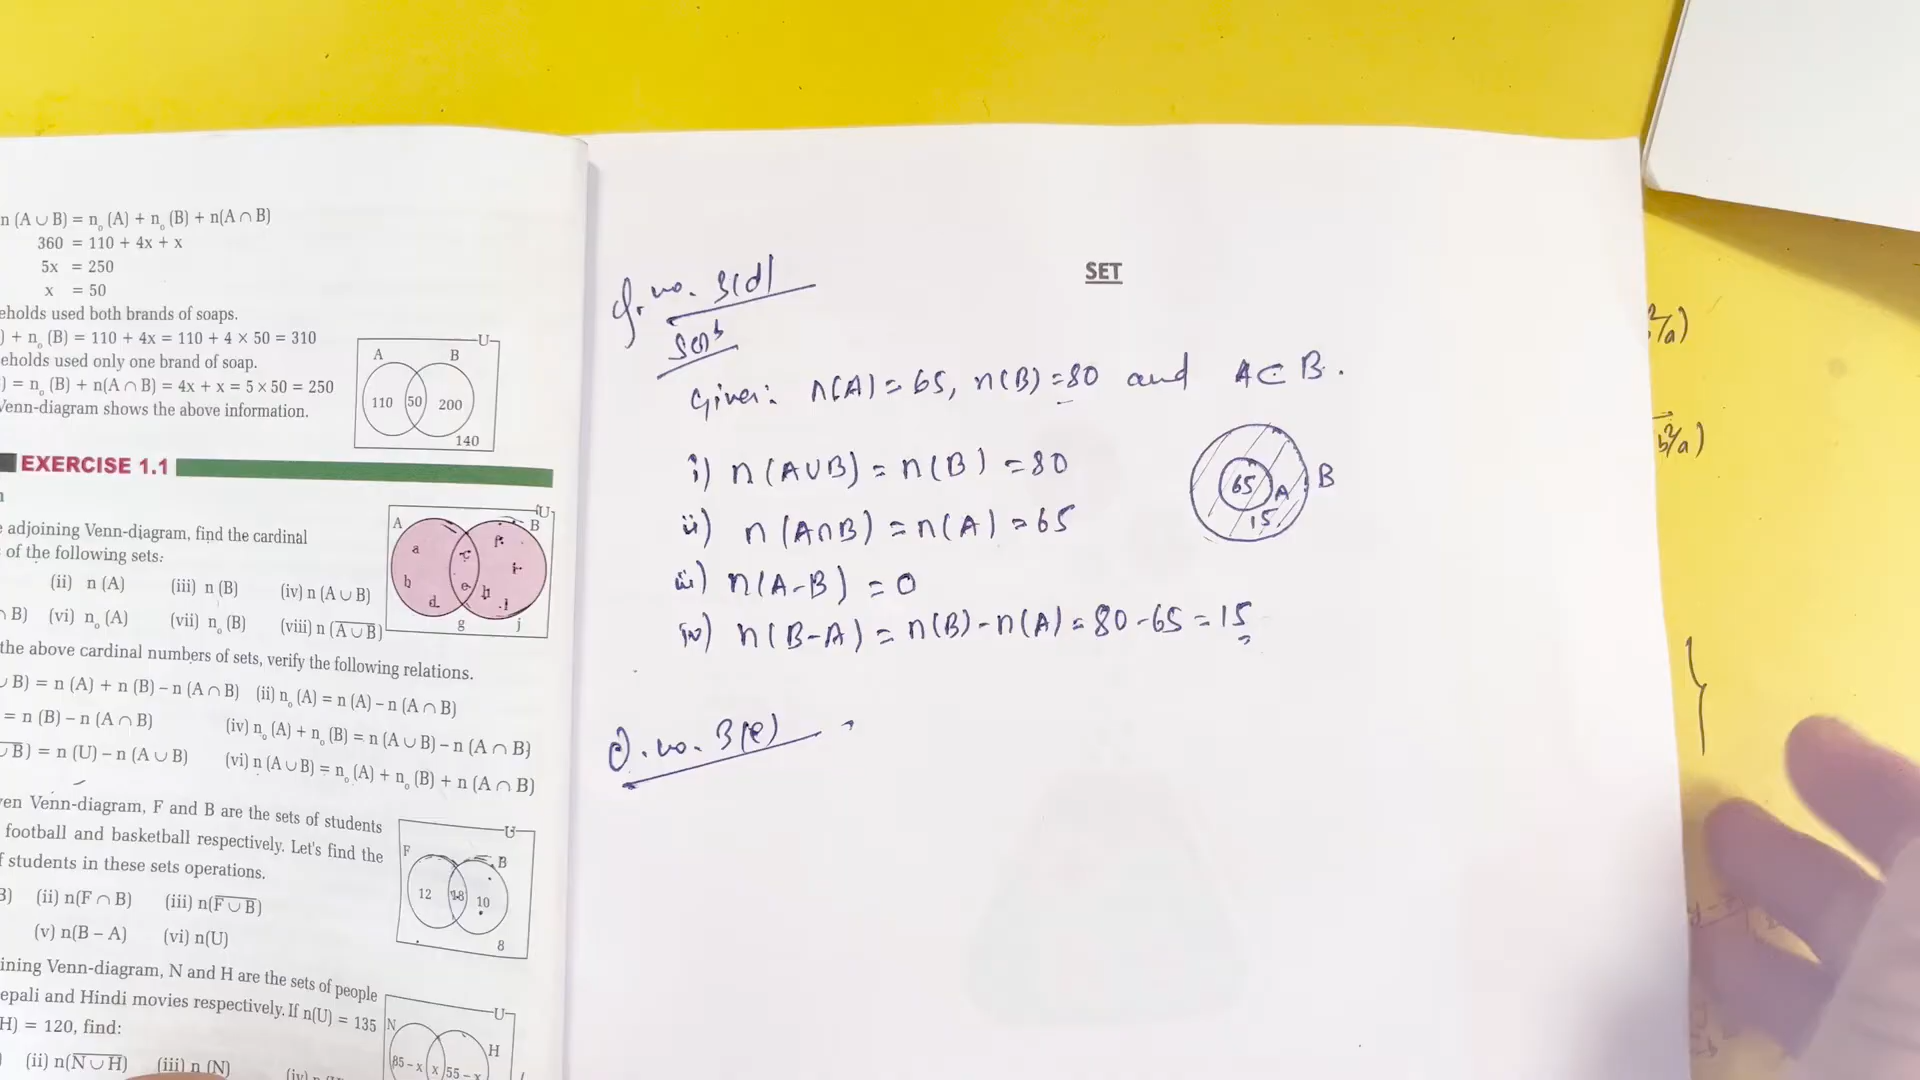 n (A ∪ B) = n₀ (A) + n₀ (B) + n(A ∩ B)
360 = 110 + 4x + x
5x = 250
x = 50
eholds used both brands of soaps.
) + n₀ (B) = 110 + 4x = 110 + 4 × 50 = 310
eholds used only one brand of soap.
) = n₀ (B) + n(A ∩ B) = 4x + x = 5 × 50 = 250
Venn-diagram shows the above information.
U
A B
110 50 200
140
EXERCISE 1.1
adjoining Venn-diagram, find the cardinal
of the following sets:
(ii) n (A) (iii) n (B) (iv) n (A ∪ B)
∩ B) (vi) n₀ (A) (vii) n₀ (B) (viii) n (A̅ ̅∪̅ ̅B̅)
U
A B
a c
b e h
d
g j
the above cardinal numbers of sets, verify the following relations.
∪ B) = n (A) + n (B) – n (A ∩ B) (ii) n₀ (A) = n (A) – n (A ∩ B)
= n (B) – n (A ∩ B) (iv) n₀ (A) + n₀ (B) = n (A ∪ B) – n (A ∩ B)
∪̅ ̅B̅) = n (U) – n (A ∪ B) (vi) n (A ∪ B) = n₀ (A) + n₀ (B) + n (A ∩ B)
en Venn-diagram, F and B are the sets of students
football and basketball respectively. Let's find the
f students in these sets operations.
B) (ii) n(F ∩ B) (iii) n(F̅ ̅∪̅ ̅B̅)
(v) n(B – A) (vi) n(U)
U
F B
12 18 10
8
ining Venn-diagram, N and H are the sets of people
epali and Hindi movies respectively. If n(U) = 135
H) = 120, find:
) (ii) n(N̅ ̅∪̅ ̅H̅) (iii) n (N) (iv)
U
N H
85 – x x 55 – x
SET
Q. no. 3(d)
Solⁿ
Given: n(A) = 65, n(B) = 80 and A ⊂ B.
i) n (A∪B) = n(B) = 80
ii) n (A∩B) = n(A) = 65
iii) n(A-B) = 0
iv) n(B-A) = n(B) - n(A) = 80 - 65 = 15
65 A B
15
Q. no. 3(e)